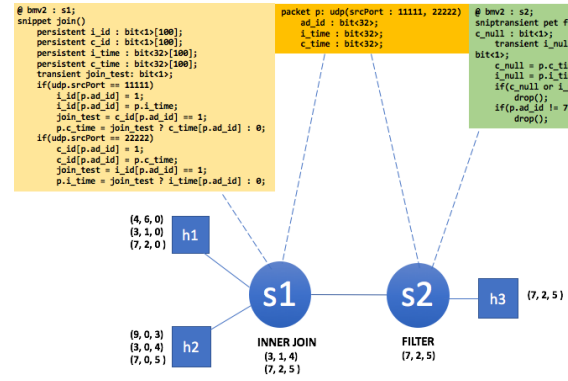 @ bmv2 : s1;
snippet join()
persistent i_id : bit<1>[100];
persistent c_id : bit<1>[100];
persistent i_time : bit<32>[100];
persistent c_time : bit<32>[100];
transient join_test: bit<1>;
if(udp.srcPort == 11111)
i_id[p.ad_id] = 1;
i_id[p.ad_id] = p.i_time;
join_test = c_id[p.ad_id] == 1;
p.c_time = join_test ? c_time[p.ad_id] : 0;
if(udp.srcPort == 22222)
c_id[p.ad_id] = 1;
c_id[p.ad_id] = p.c_time;
join_test = i_id[p.ad_id] == 1;
p.i_time = join_test ? i_time[p.ad_id] : 0;
packet p: udp(srcPort : 11111, 22222)
ad_id : bit<32>;
i_time : bit<32>;
c_time : bit<32>;
@ bmv2 : s2;
sniptransient pet f
c_null : bit<1>;
transient i_nul
bit<1>;
c_null = p.c_t
i_null = p.i_ti
if(c_null or i_
drop();
if(p.ad_id != 7
drop();
(4, 6, 0)
(3, 1, 0)
(7, 2, 0 )
h1
(9, 0, 3)
(3, 0, 4)
(7, 0, 5 )
h2
s1
INNER JOIN
(3, 1, 4)
(7, 2, 5 )
s2
FILTER
(7, 2, 5)
h3
(7, 2, 5)